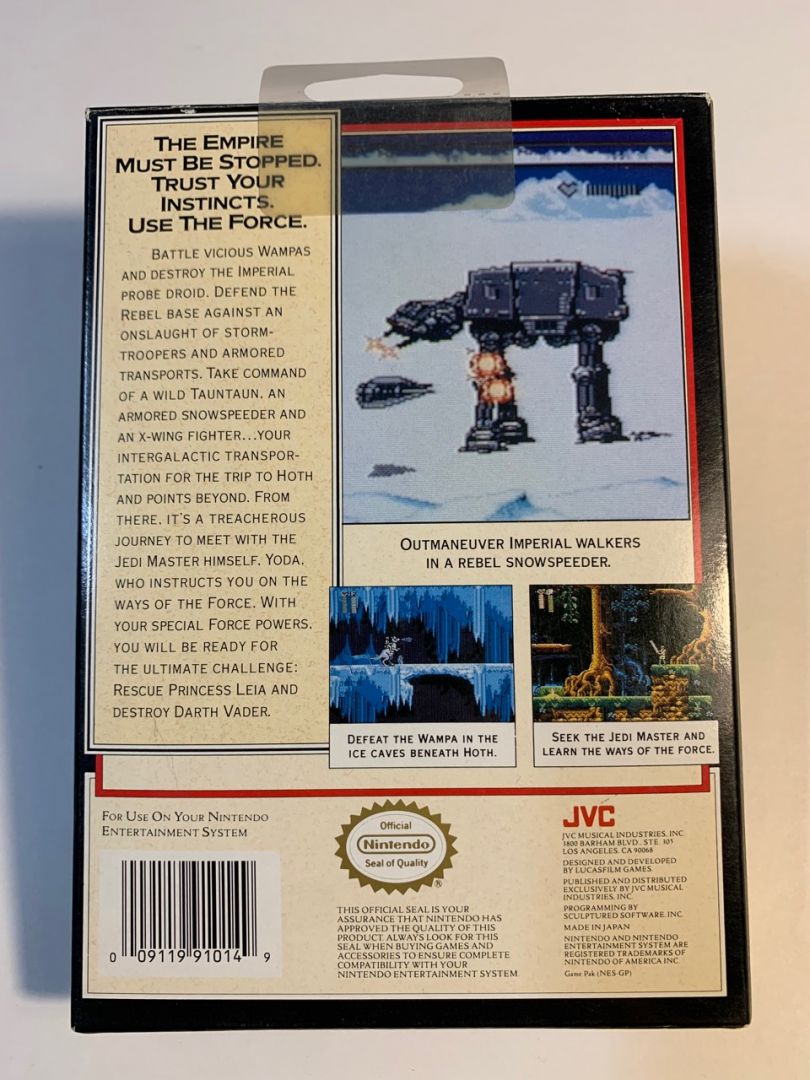 THE EMPIRE
MUST BE STOPPED.
TRUST YOUR
INSTINCTS.
USE THE FORCE.
BATTLE VICIOUS WAMPAS
AND DESTROY THE IMPERIAL
PROBE DROID. DEFEND THE
REBEL BASE AGAINST AN
ONSLAUGHT OF STORM-
TROOPERS AND ARMORED
TRANSPORTS. TAKE COMMAND
OF A WILD TAUNTAUN, AN
ARMORED SNOWSPEEDER AND
AN X-WING FIGHTER...YOUR
INTERGALACTIC TRANSPOR-
TATION FOR THE TRIP TO HOTH
AND POINTS BEYOND. FROM
THERE, IT'S A TREACHEROUS
JOURNEY TO MEET WITH THE
JEDI MASTER HIMSELF, YODA,
WHO INSTRUCTS YOU ON THE
WAYS OF THE FORCE. WITH
YOUR SPECIAL FORCE POWERS,
YOU WILL BE READY FOR
THE ULTIMATE CHALLENGE:
RESCUE PRINCESS LEIA AND
DESTROY DARTH VADER.
OUTMANEUVER IMPERIAL WALKERS
IN A REBEL SNOWSPEEDER.
DEFEAT THE WAMPA IN THE
ICE CAVES BENEATH HOTH.
SEEK THE JEDI MASTER AND
LEARN THE WAYS OF THE FORCE.
FOR USE ON YOUR NINTENDO
ENTERTAINMENT SYSTEM
0 09119 91014 9
Official
Nintendo
Seal of Quality
®
THIS OFFICIAL SEAL IS YOUR
ASSURANCE THAT NINTENDO HAS
APPROVED THE QUALITY OF THIS
PRODUCT. ALWAYS LOOK FOR THIS
SEAL WHEN BUYING GAMES AND
ACCESSORIES TO ENSURE COMPLETE
COMPATIBILITY WITH YOUR
NINTENDO ENTERTAINMENT SYSTEM.
JVC
JVC MUSICAL INDUSTRIES, INC.
3800 BARHAM BLVD., STE. 305
LOS ANGELES, CA 90068
DESIGNED AND DEVELOPED
BY LUCASFILM GAMES.
PUBLISHED AND DISTRIBUTED
EXCLUSIVELY BY JVC MUSICAL
INDUSTRIES, INC.
PROGRAMMING BY
SCULPTURED SOFTWARE, INC.
MADE IN JAPAN
NINTENDO AND NINTENDO
ENTERTAINMENT SYSTEM ARE
REGISTERED TRADEMARKS OF
NINTENDO OF AMERICA INC.
Game Pak (NES-GP)